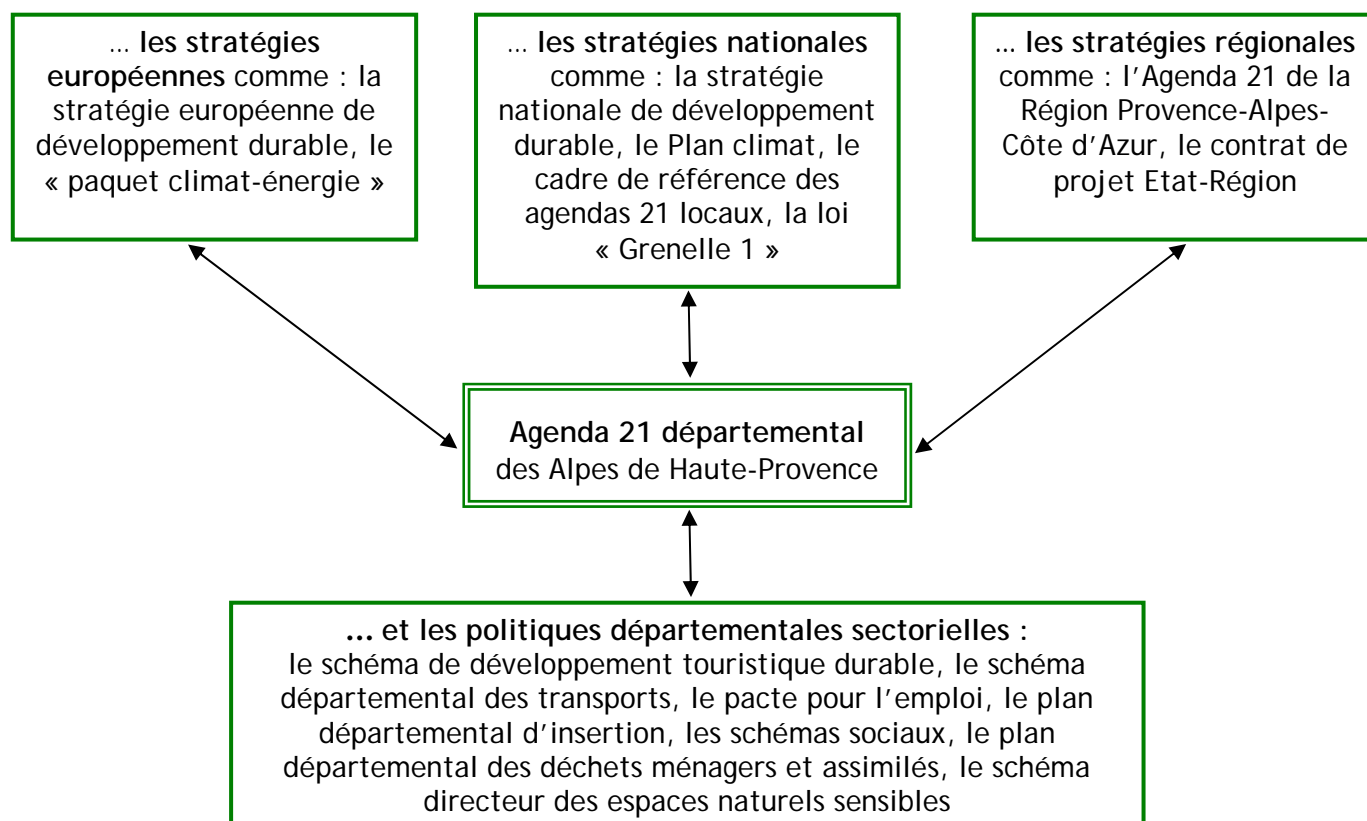 ... les stratégies
européennes comme : la
stratégie européenne de
développement durable, le
« paquet climat-énergie »
... les stratégies nationales
comme : la stratégie
nationale de développement
durable, le Plan climat, le
cadre de référence des
agendas 21 locaux, la loi
« Grenelle 1 »
... les stratégies régionales
comme : l’Agenda 21 de la
Région Provence-Alpes-
Côte d’Azur, le contrat de
projet Etat-Région
Agenda 21 départemental
des Alpes de Haute-Provence
... et les politiques départementales sectorielles :
le schéma de développement touristique durable, le schéma
départemental des transports, le pacte pour l’emploi, le plan
départemental d’insertion, les schémas sociaux, le plan
départemental des déchets ménagers et assimilés, le schéma
directeur des espaces naturels sensibles